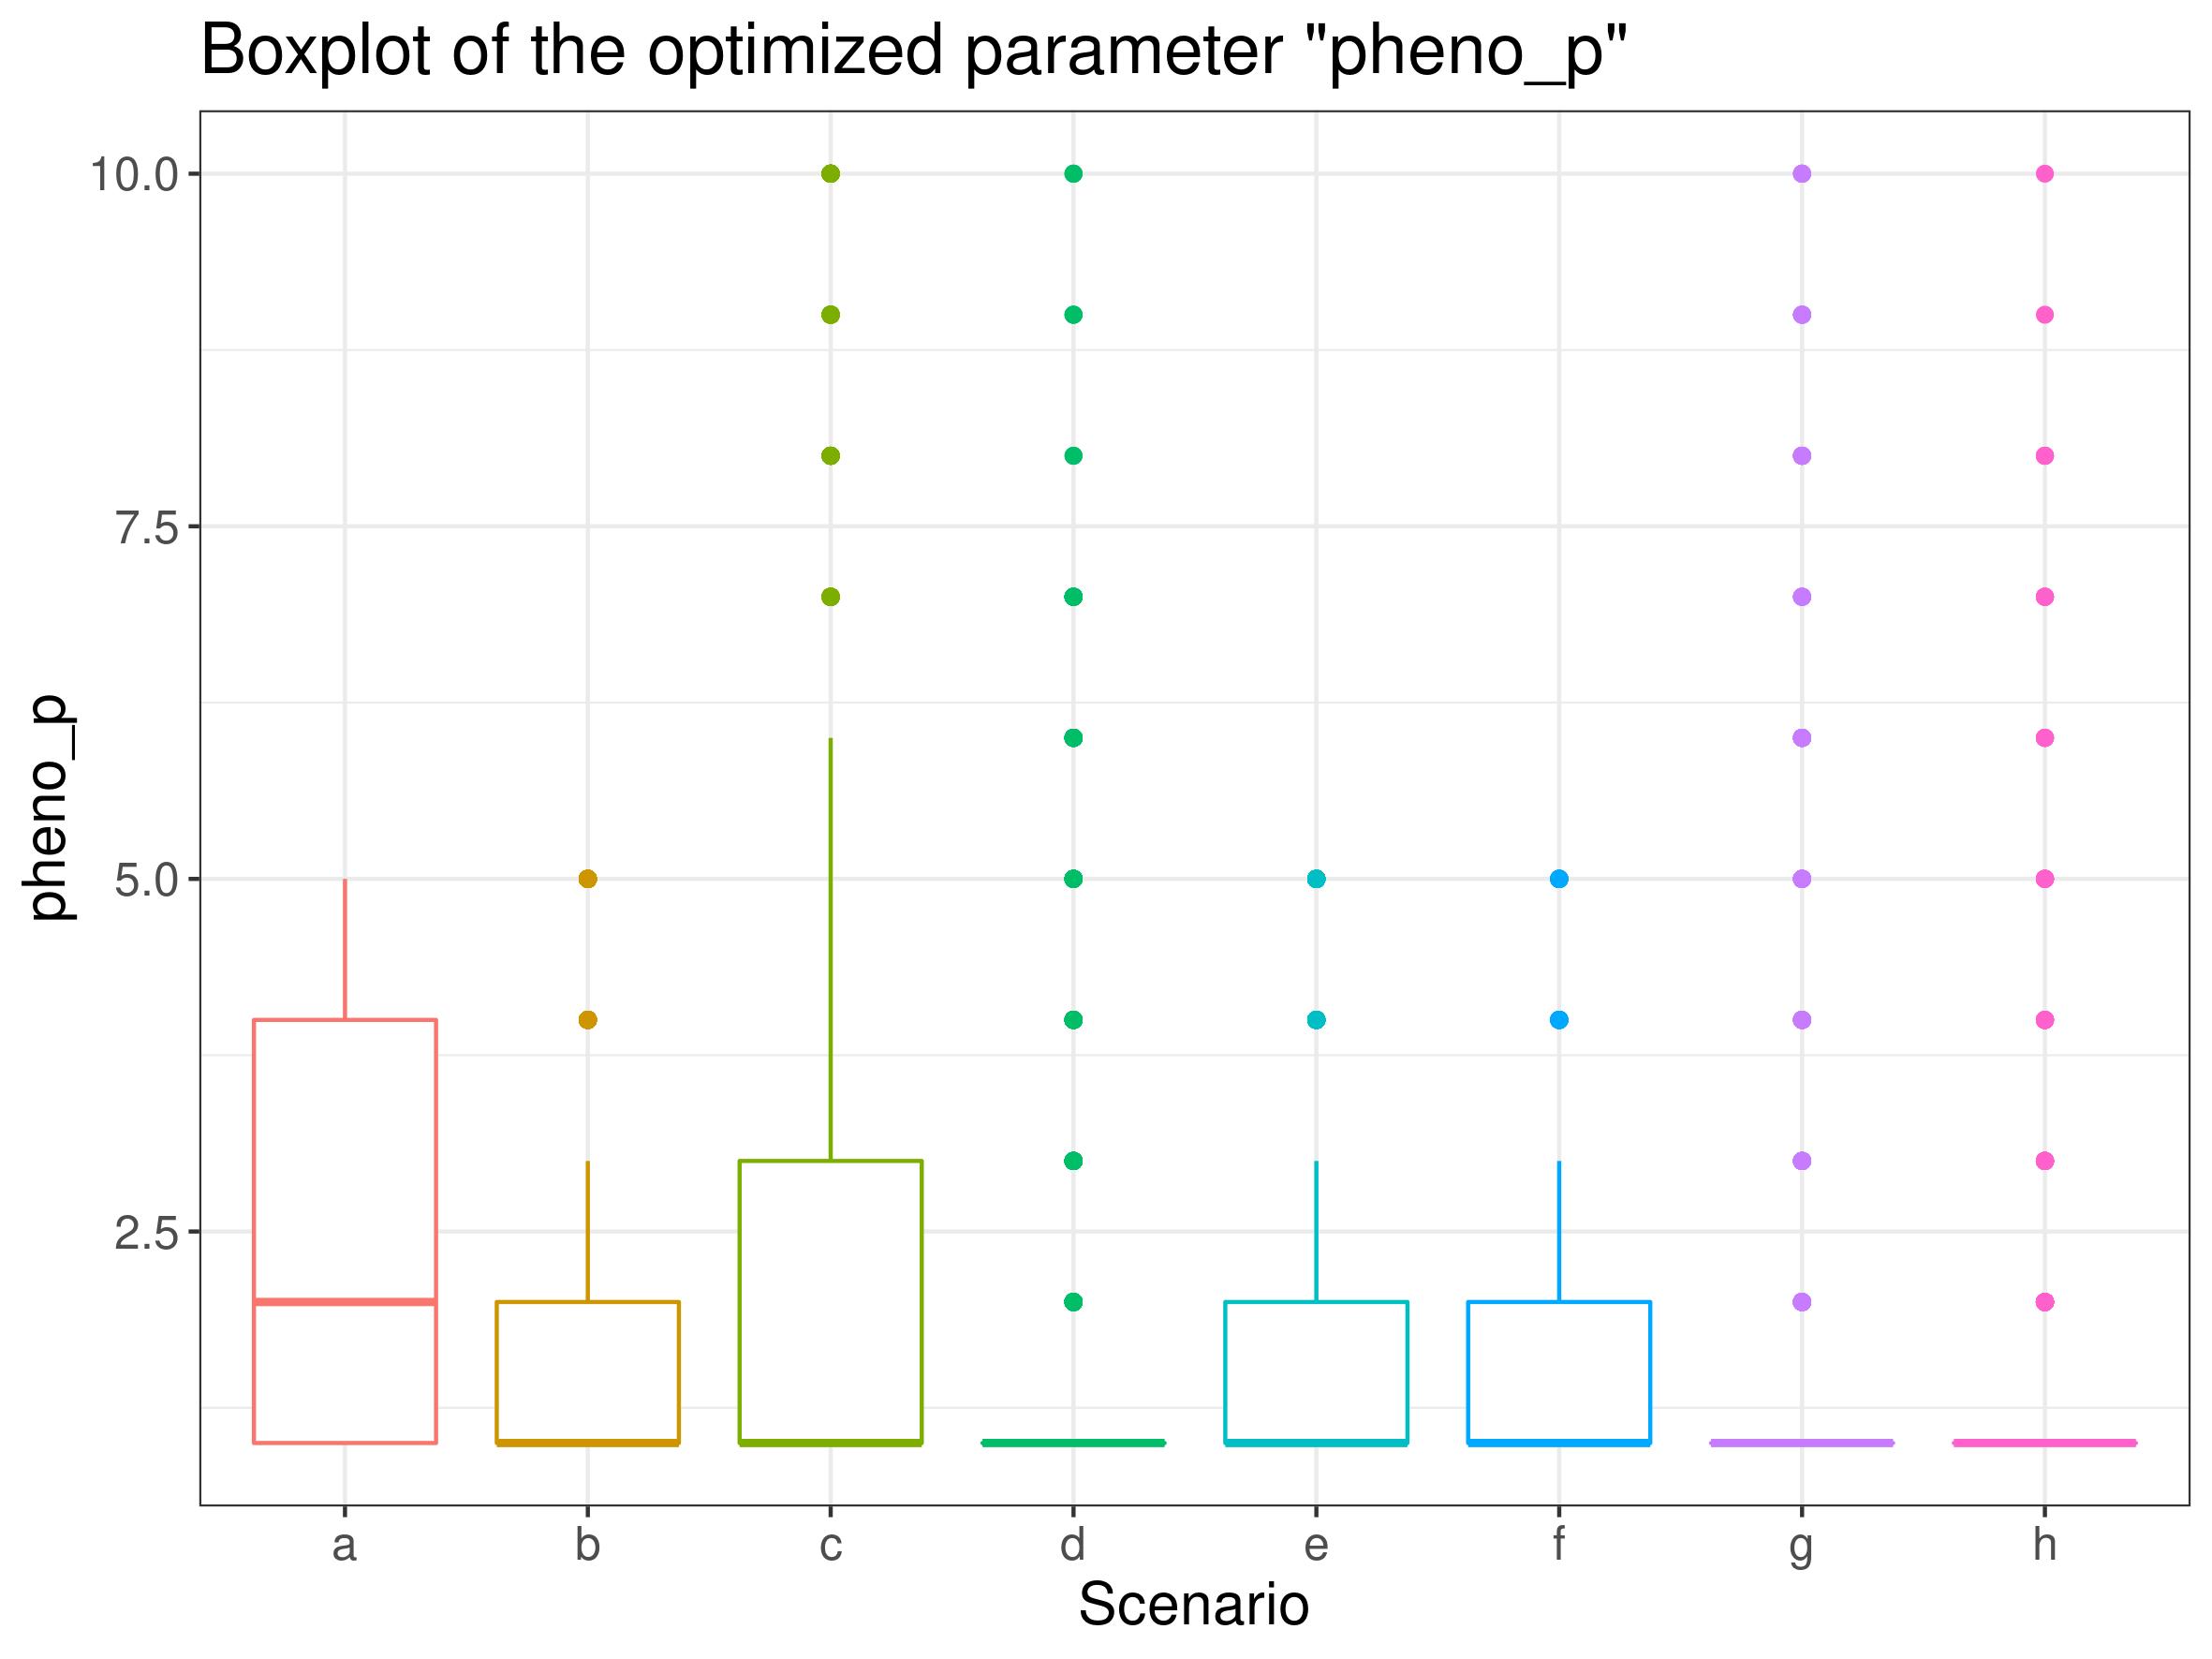 Boxplot of the optimized parameter "pheno_p"
pheno_p
10.0
7.5
5.0
2.5
a b c d e f g h
Scenario